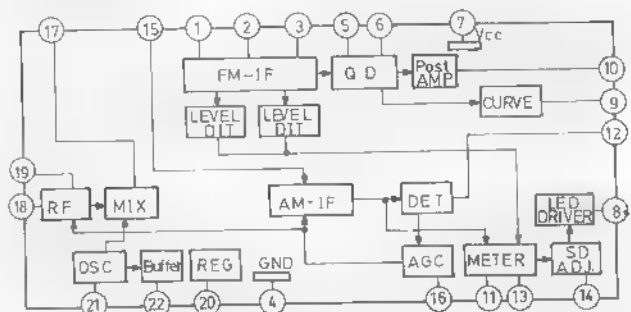 17
15
1
2
3
5
6
7
Vcc
FM-IF
QD
Post
AMP
10
LEVEL
DIT
LEVEL
DIT
CURVE
9
12
19
18
RF
MIX
AM-IF
DET
LED
DRIVER
8
OSC
Buffer
REG
GND
AGC
METER
SD
ADJ.
21
22
20
4
16
11
13
14